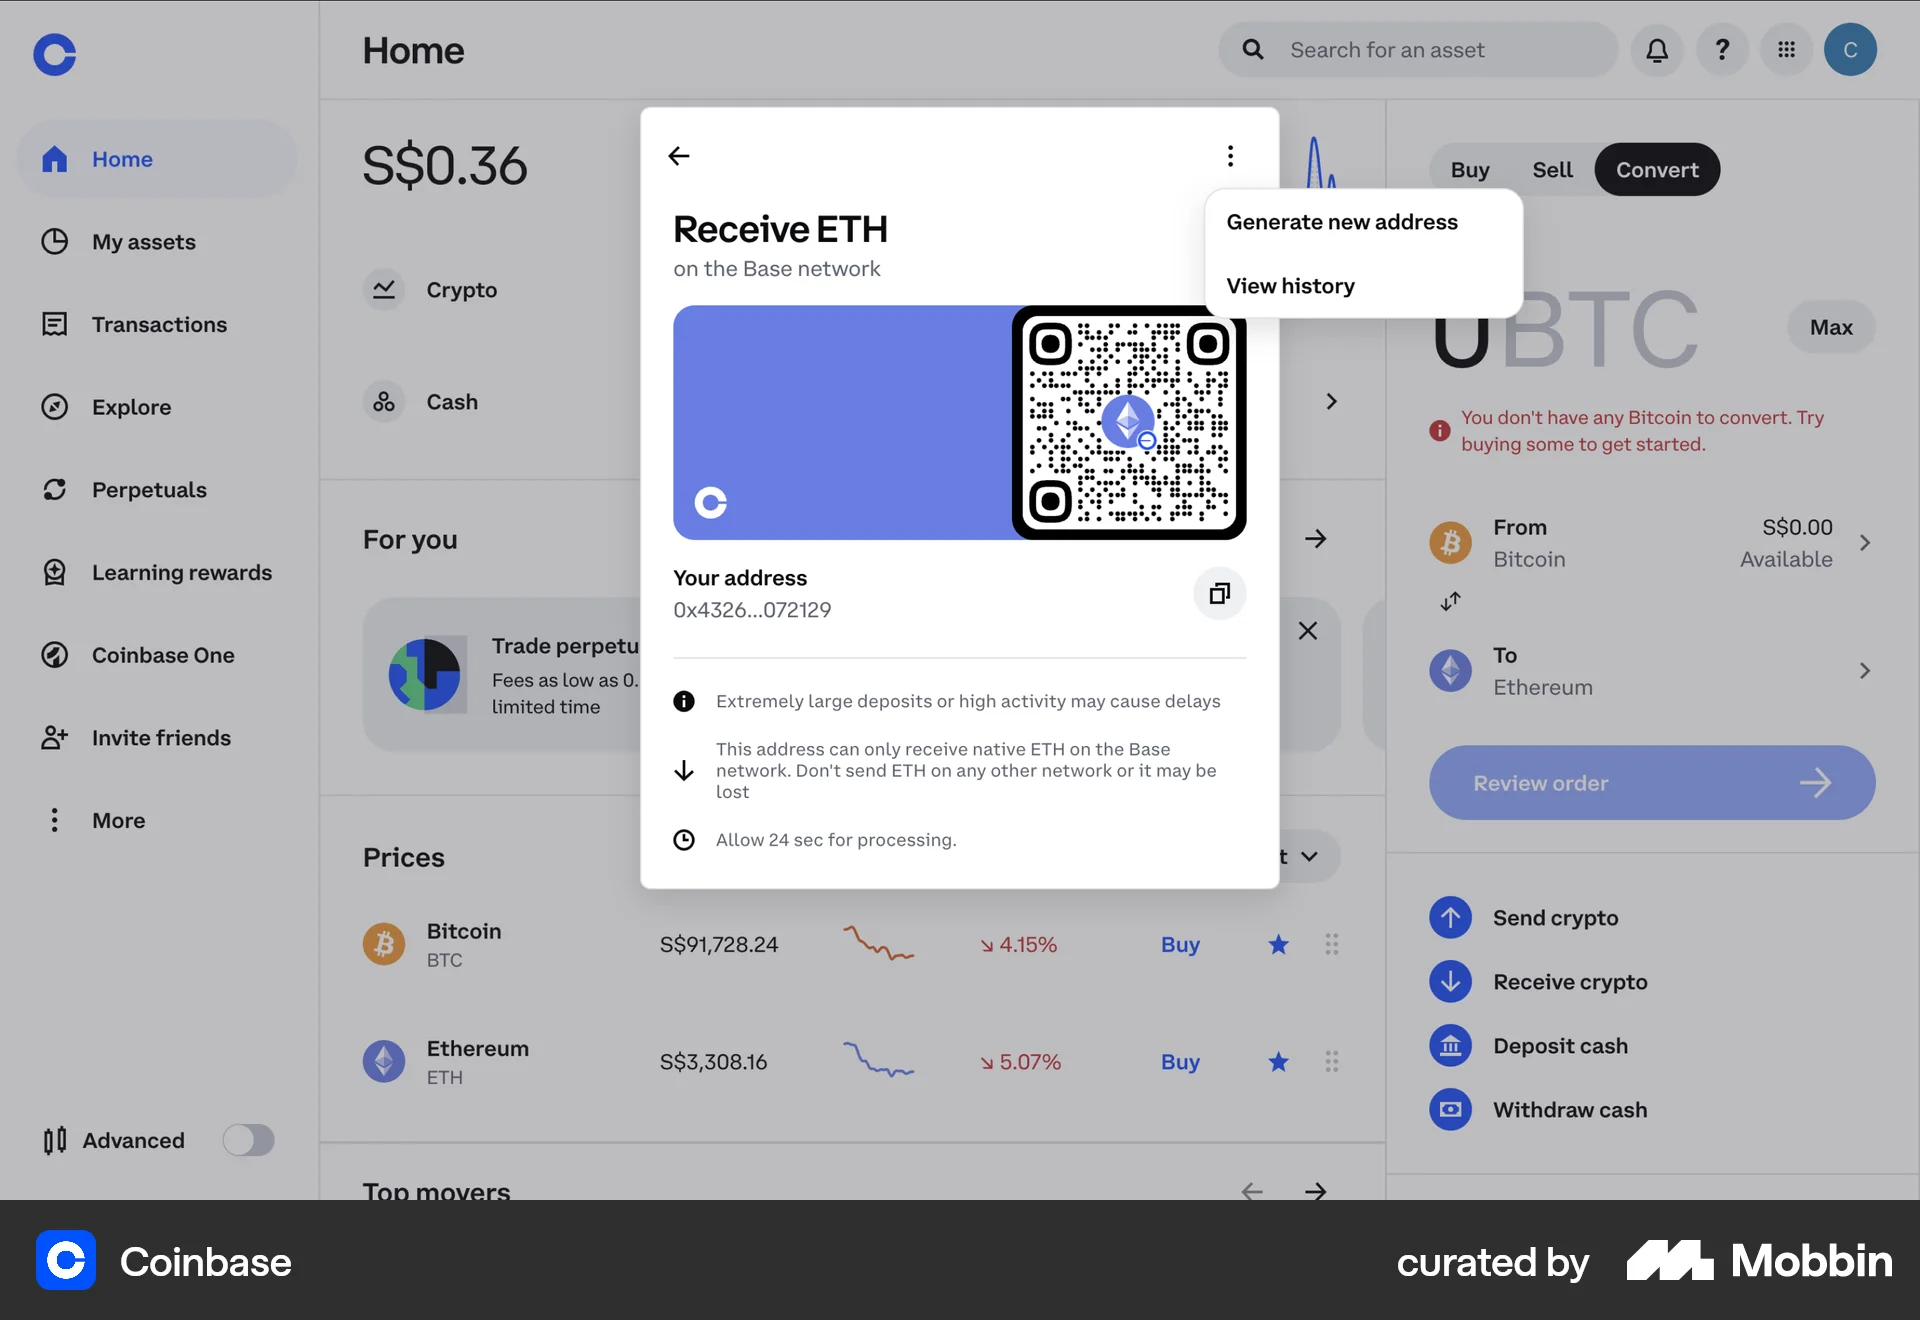 Home
Search for an asset
C
Home
My assets
Transactions
Explore
Perpetuals
Learning rewards
Coinbase One
Invite friends
More
Advanced
S$0.36
Crypto
Cash
For you
Trade perpetu
Fees as low as 0.
limited time
Prices
t
Bitcoin
BTC
S$91,728.24
4.15%
Buy
Ethereum
ETH
S$3,308.16
5.07%
Buy
Top movers
Receive ETH
on the Base network
Your address
0x4326...072129
Extremely large deposits or high activity may cause delays
This address can only receive native ETH on the Base
network. Don't send ETH on any other network or it may be
lost
Allow 24 sec for processing.
Generate new address
View history
Buy
Sell
Convert
BTC
Max
You don't have any Bitcoin to convert. Try
buying some to get started.
From
Bitcoin
S$0.00
Available
To
Ethereum
Review order
Send crypto
Receive crypto
Deposit cash
Withdraw cash
Coinbase
curated by
Mobbin